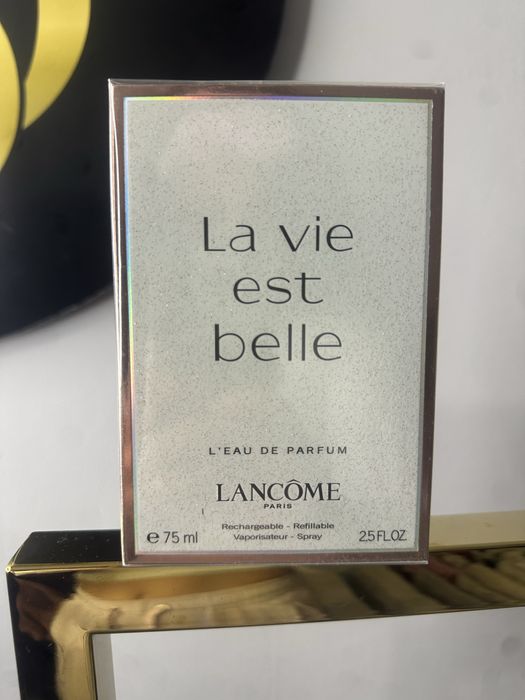 La vie
est
belle
L'EAU DE PARFUM
LANCÔME
PARIS
Rechargeable - Refillable
Vaporisateur - Spray
℮ 75 ml
2.5 FL.OZ.